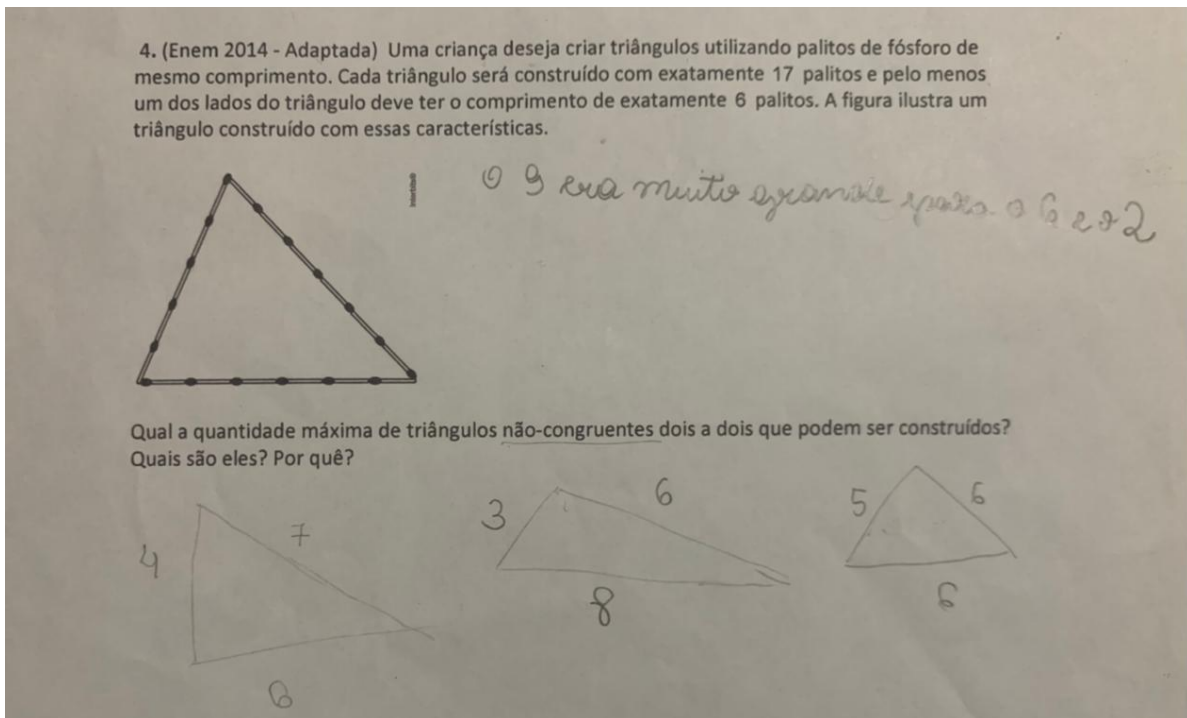 4. (Enem 2014 - Adaptada) Uma criança deseja criar triângulos utilizando palitos de fósforo de
mesmo comprimento. Cada triângulo será construído com exatamente 17 palitos e pelo menos
um dos lados do triângulo deve ter o comprimento de exatamente 6 palitos. A figura ilustra um
triângulo construído com essas características.
O 9 era muito grande para o 6 e o 2
Qual a quantidade máxima de triângulos não-congruentes dois a dois que podem ser construídos?
Quais são eles? Por quê?
4 7 6
3 6 8
5 6 6